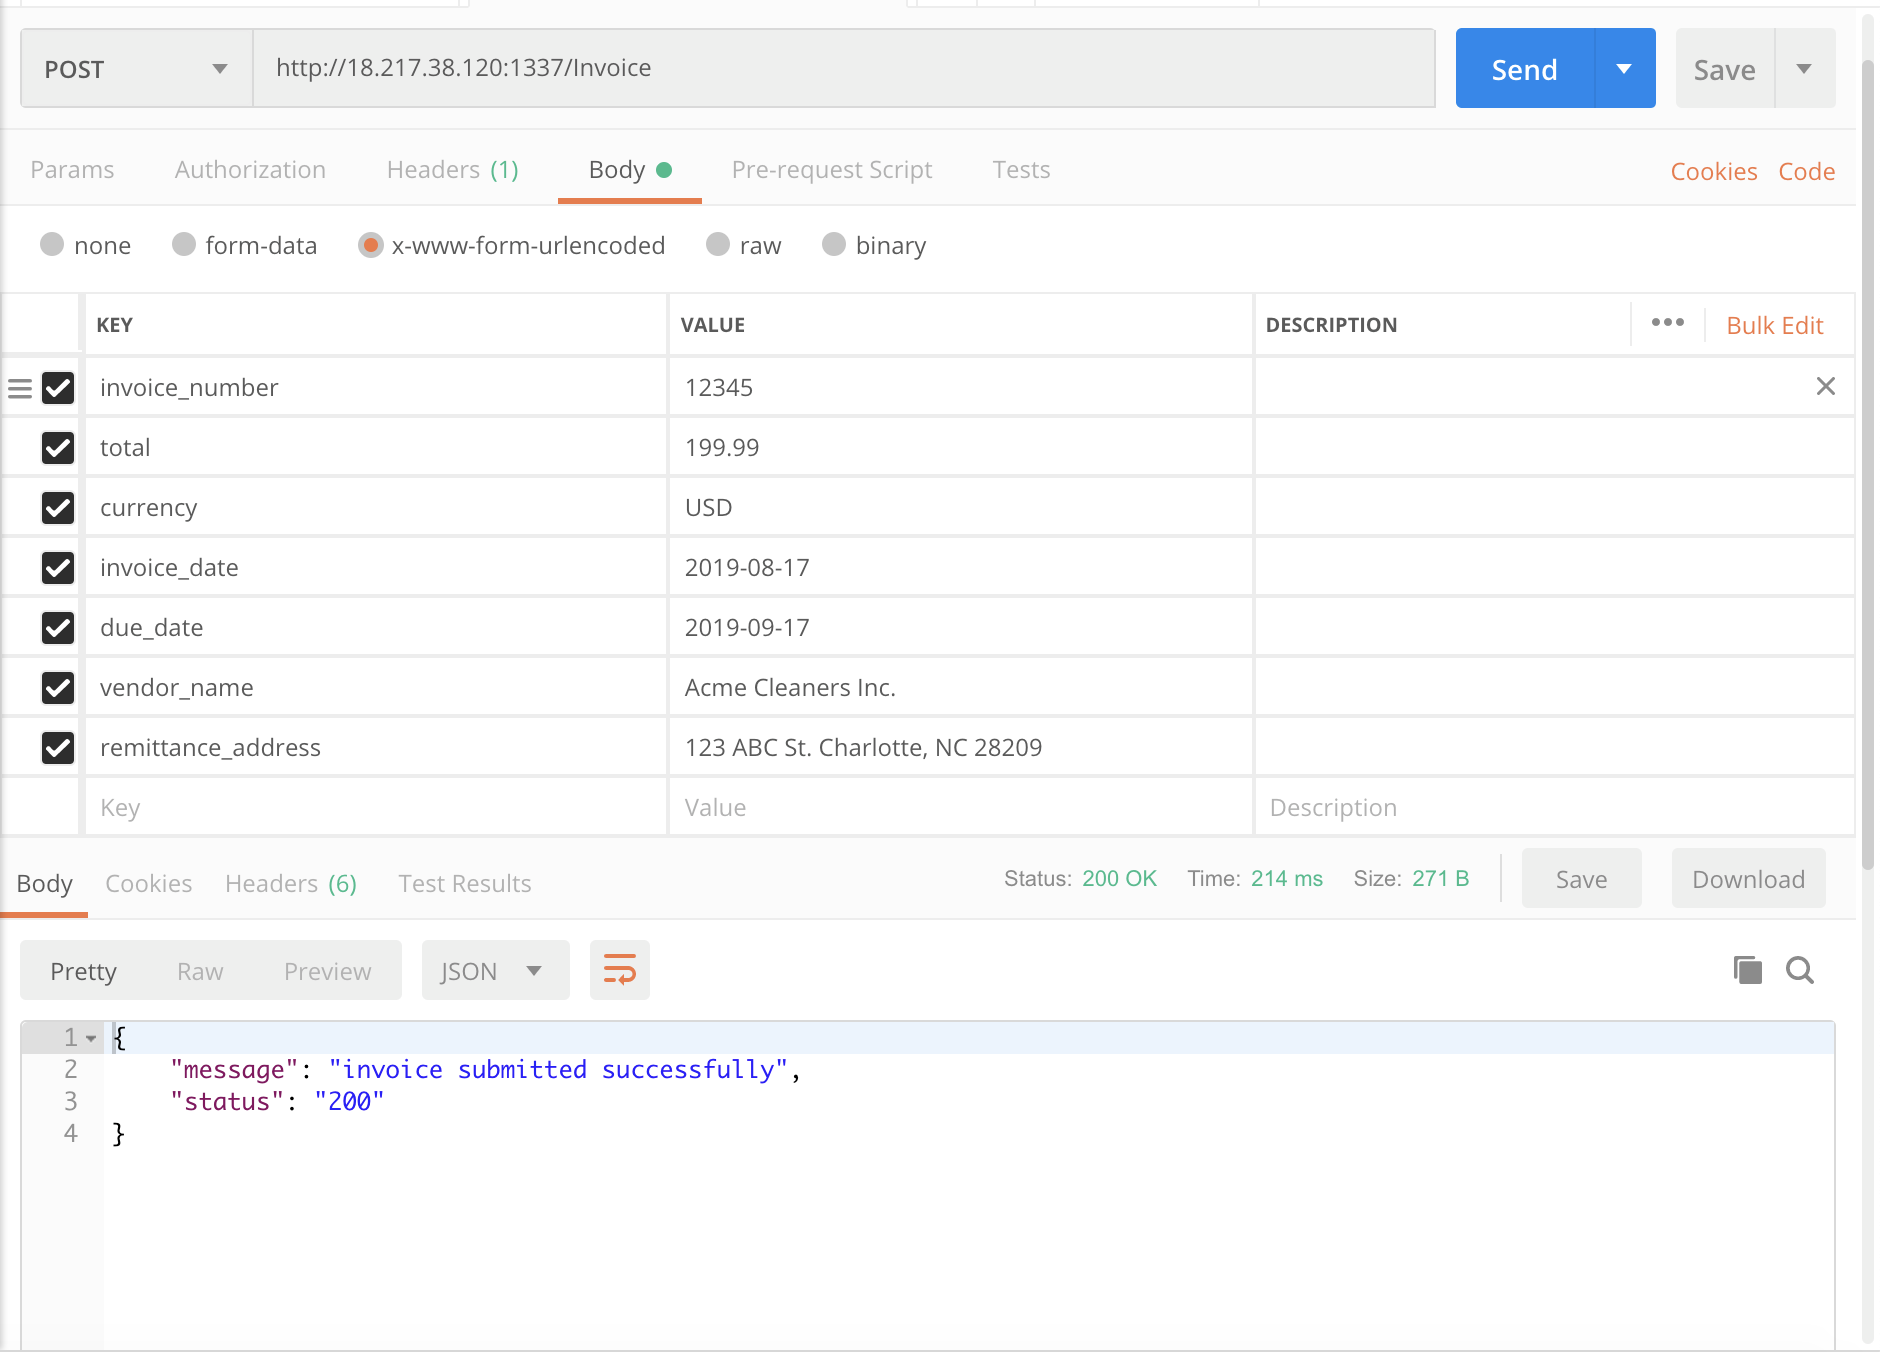 POST http://18.217.38.120:1337/Invoice Send Save
Params Authorization Headers (1) Body Pre-request Script Tests Cookies Code
none form-data x-www-form-urlencoded raw binary
KEY VALUE DESCRIPTION ••• Bulk Edit
invoice_number 12345
total 199.99
currency USD
invoice_date 2019-08-17
due_date 2019-09-17
vendor_name Acme Cleaners Inc.
remittance_address 123 ABC St. Charlotte, NC 28209
Key Value Description
Body Cookies Headers (6) Test Results Status: 200 OK Time: 214 ms Size: 271 B Save Download
Pretty Raw Preview JSON
1 {
2 "message": "invoice submitted successfully",
3 "status": "200"
4 }